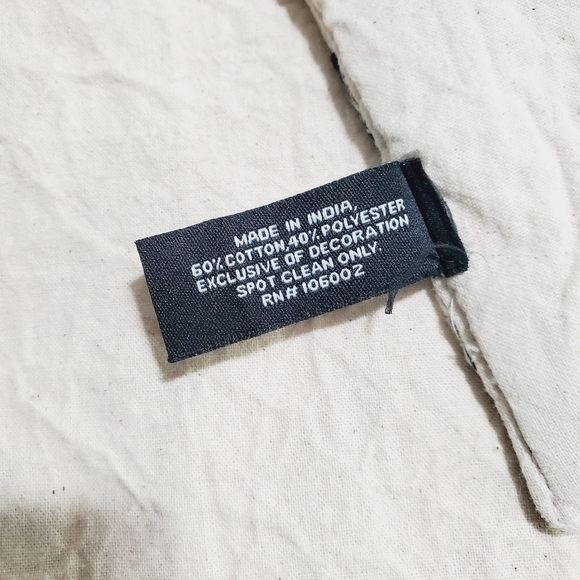 MADE IN INDIA,
60% COTTON,40% POLYESTER
EXCLUSIVE OF DECORATION
SPOT CLEAN ONLY.
RN# 106002